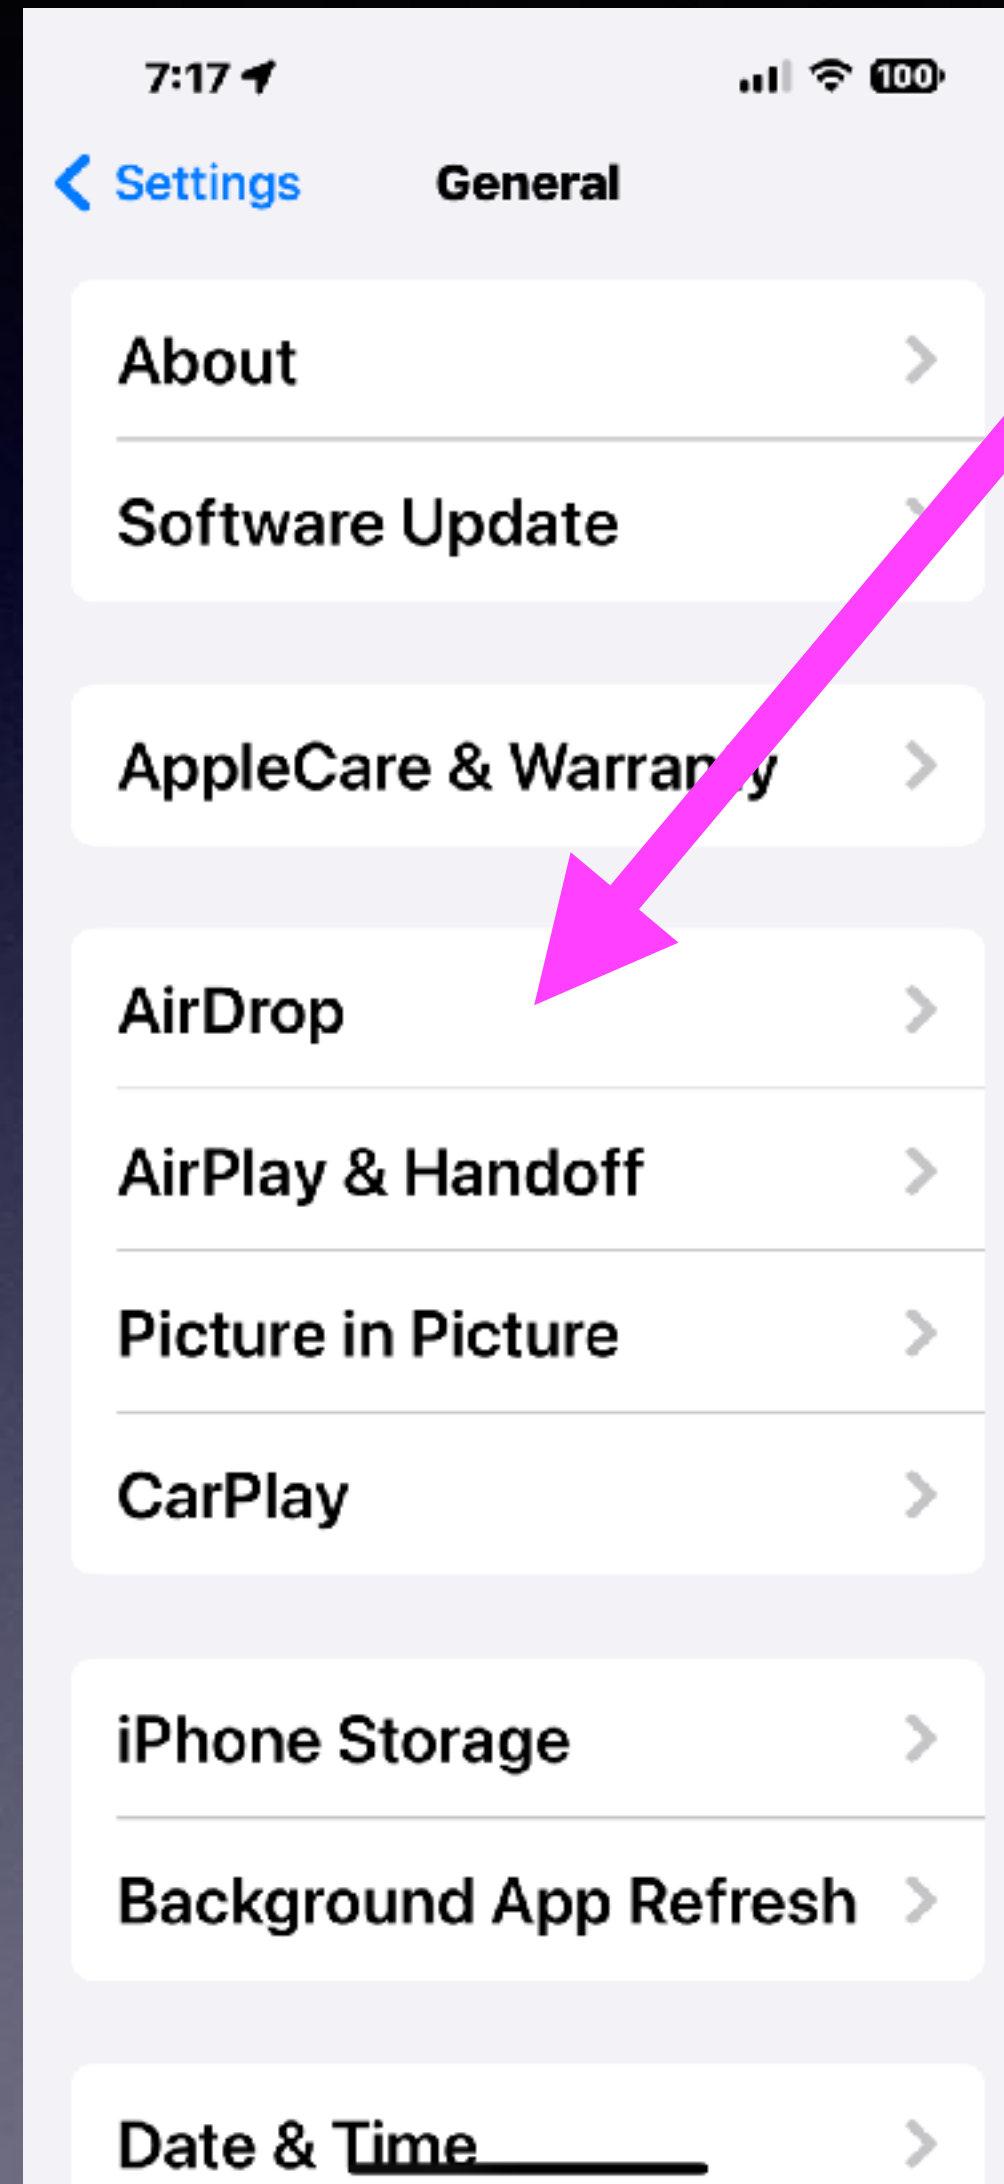 7:17
100
Settings
General
About
Software Update
AppleCare & Warranty
AirDrop
AirPlay & Handoff
Picture in Picture
CarPlay
iPhone Storage
Background App Refresh
Date & Time